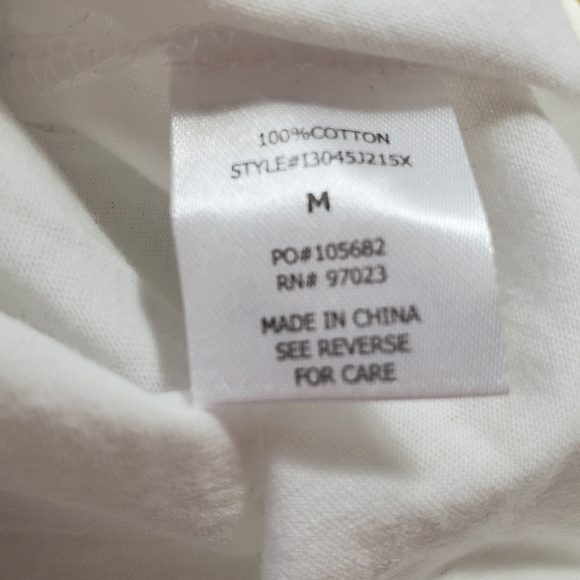 100%COTTON
STYLE#13045J215X
M
PO#105682
RN# 97023
MADE IN CHINA
SEE REVERSE
FOR CARE